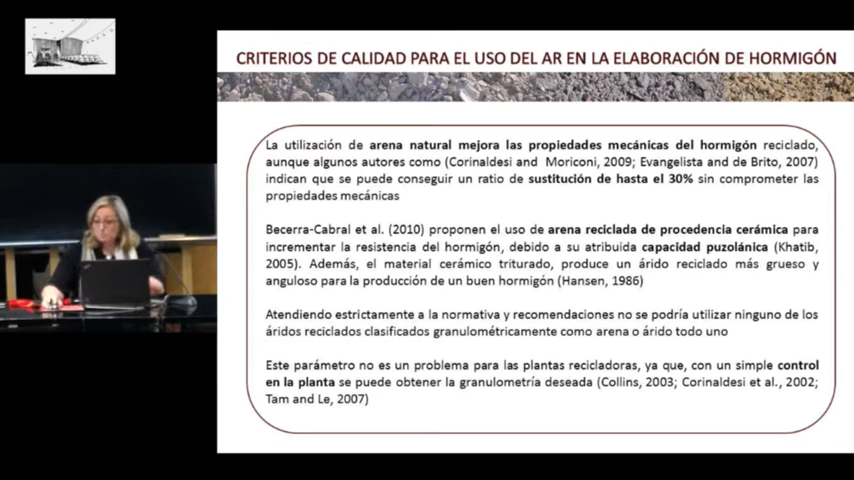 CRITERIOS DE CALIDAD PARA EL USO DEL AR EN LA ELABORACIÓN DE HORMIGÓN
La utilización de arena natural mejora las propiedades mecánicas del hormigón reciclado,
aunque algunos autores como (Corinaldesi and Moriconi, 2009; Evangelista and de Brito, 2007)
indican que se puede conseguir un ratio de sustitución de hasta el 30% sin comprometer las
propiedades mecánicas
Becerra-Cabral et al. (2010) proponen el uso de arena reciclada de procedencia cerámica para
incrementar la resistencia del hormigón, debido a su atribuida capacidad puzolánica (Khatib,
2005). Además, el material cerámico triturado, produce un árido reciclado más grueso y
anguloso para la producción de un buen hormigón (Hansen, 1986)
Atendiendo estrictamente a la normativa y recomendaciones no se podría utilizar ninguno de los
áridos reciclados clasificados granulométricamente como arena o árido todo uno
Este parámetro no es un problema para las plantas recicladoras, ya que, con un simple control
en la planta se puede obtener la granulometría deseada (Collins, 2003; Corinaldesi et al., 2002;
Tam and Le, 2007)